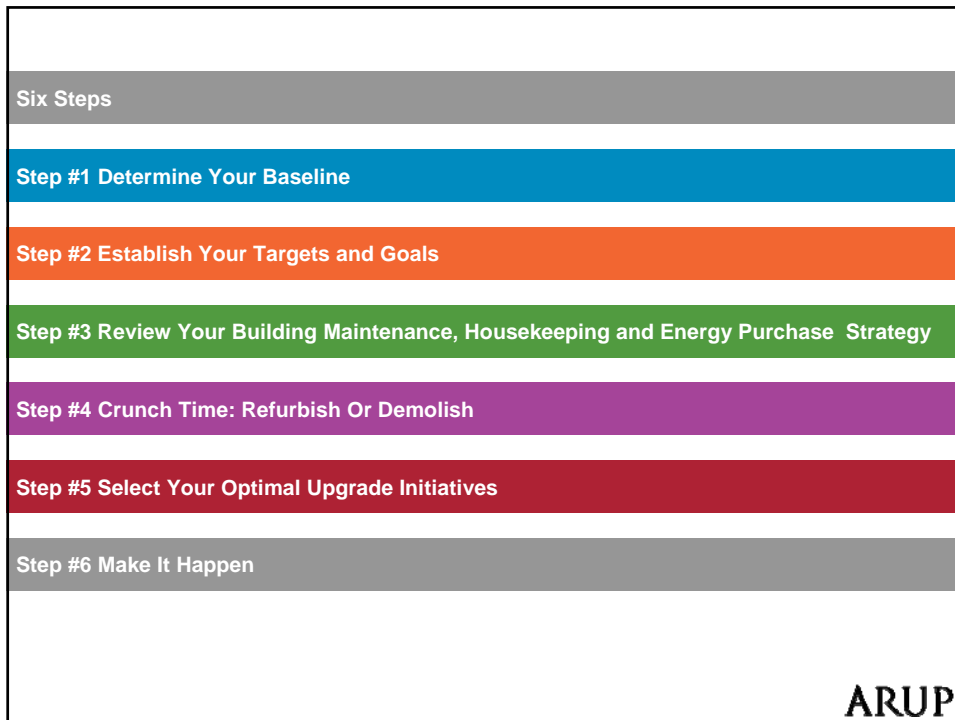 Six Steps
Step #1 Determine Your Baseline
Step #2 Establish Your Targets and Goals
Step #3 Review Your Building Maintenance, Housekeeping and Energy Purchase  Strategy
Step #4 Crunch Time: Refurbish Or Demolish
Step #5 Select Your Optimal Upgrade Initiatives
Step #6 Make It Happen
ARUP